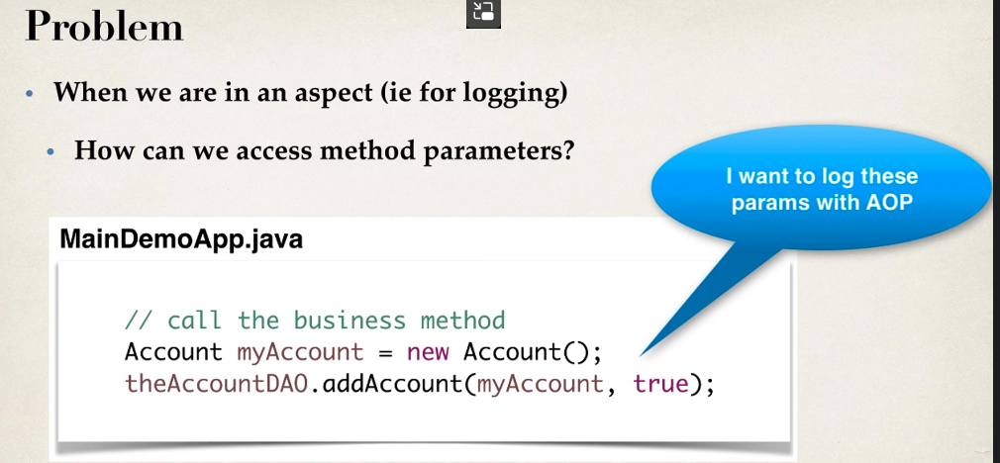 Problem
• When we are in an aspect (ie for logging)
• How can we access method parameters?
I want to log these
params with AOP
MainDemoApp.java
// call the business method
Account myAccount = new Account();
theAccountDAO.addAccount(myAccount, true);